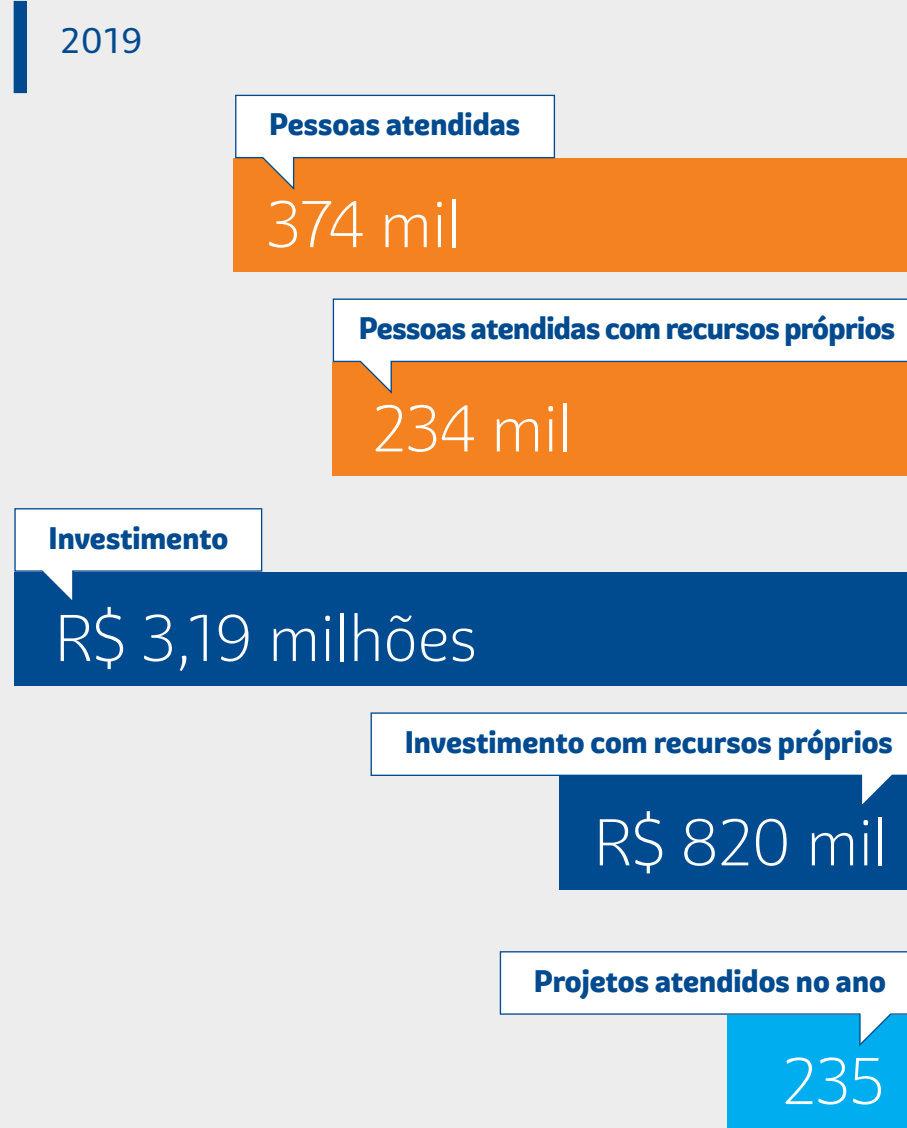 2019
Pessoas atendidas
374 mil
Pessoas atendidas com recursos próprios
234 mil
Investimento
R$ 3,19 milhões
Investimento com recursos próprios
R$ 820 mil
Projetos atendidos no ano
235